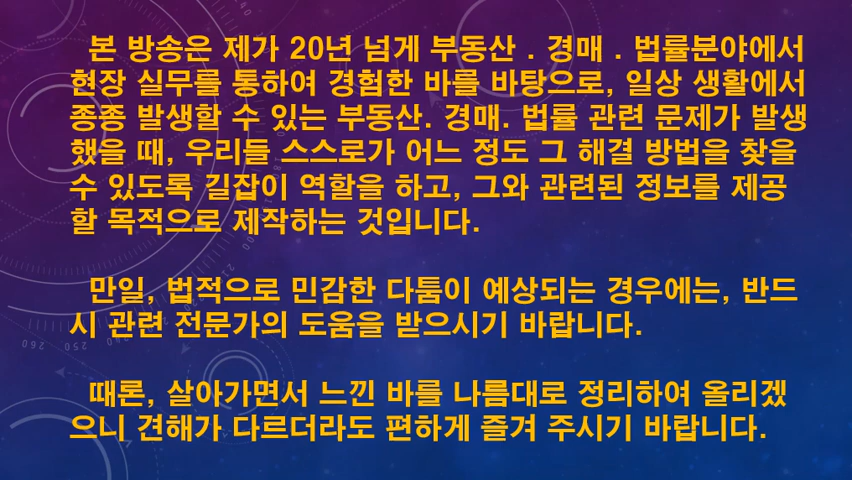 본 방송은 제가 20년 넘게 부동산 . 경매 . 법률분야에서
현장 실무를 통하여 경험한 바를 바탕으로, 일상 생활에서
종종 발생할 수 있는 부동산. 경매. 법률 관련 문제가 발생
했을 때, 우리들 스스로가 어느 정도 그 해결 방법을 찾을
수 있도록 길잡이 역할을 하고, 그와 관련된 정보를 제공
할 목적으로 제작하는 것입니다.
만일, 법적으로 민감한 다툼이 예상되는 경우에는, 반드
시 관련 전문가의 도움을 받으시기 바랍니다.
때론, 살아가면서 느낀 바를 나름대로 정리하여 올리겠
으니 견해가 다르더라도 편하게 즐겨 주시기 바랍니다.